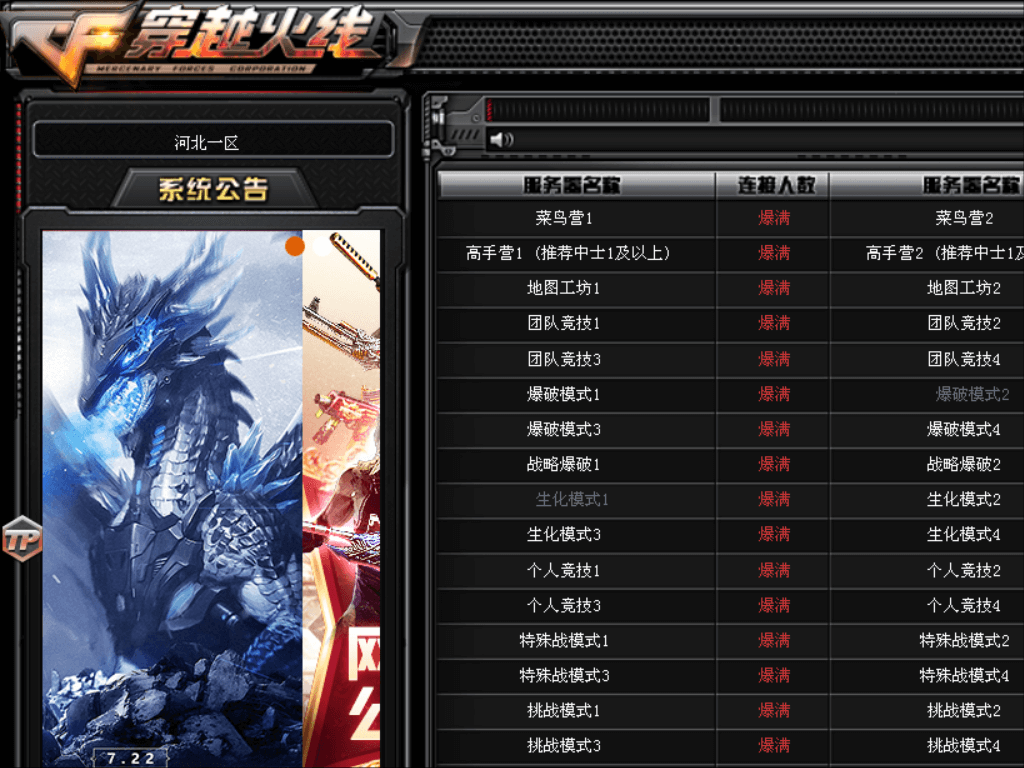 CF 穿越火线
MERCENARY FORCES CORPORATION
河北一区
系统公告
服务器名称 连接人数 服务器名称
菜鸟营1 爆满 菜鸟营2
高手营1（推荐中士1及以上） 爆满 高手营2（推荐中士1及
地图工坊1 爆满 地图工坊2
团队竞技1 爆满 团队竞技2
团队竞技3 爆满 团队竞技4
爆破模式1 爆满 爆破模式2
爆破模式3 爆满 爆破模式4
战略爆破1 爆满 战略爆破2
生化模式1 爆满 生化模式2
生化模式3 爆满 生化模式4
个人竞技1 爆满 个人竞技2
个人竞技3 爆满 个人竞技4
特殊战模式1 爆满 特殊战模式2
特殊战模式3 爆满 特殊战模式4
挑战模式1 爆满 挑战模式2
挑战模式3 爆满 挑战模式4
TP
7.22